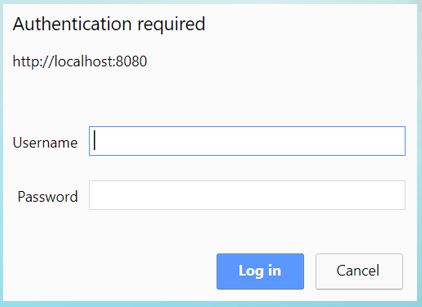 Authentication required
http://localhost:8080
Username
Password
Log in
Cancel